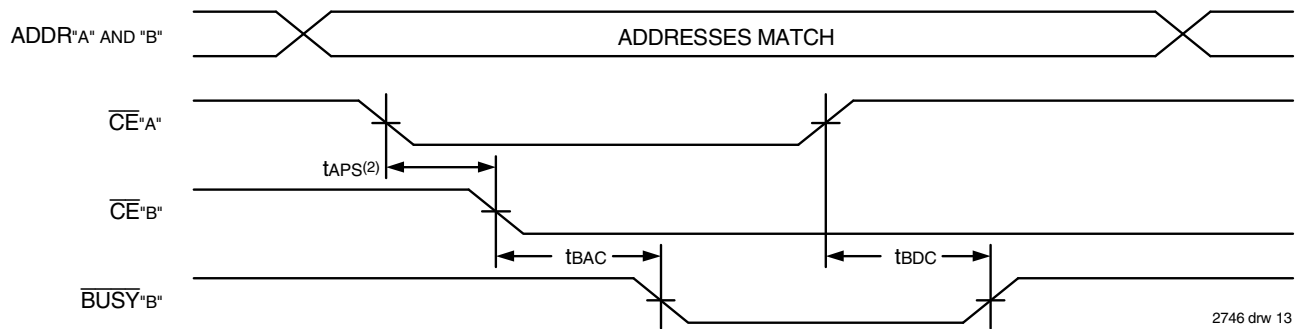 ADDR"A" AND "B"
ADDRESSES MATCH
CE"A"
tAPS(2)
CE"B"
tBAC
tBDC
BUSY"B"
2746 drw 13